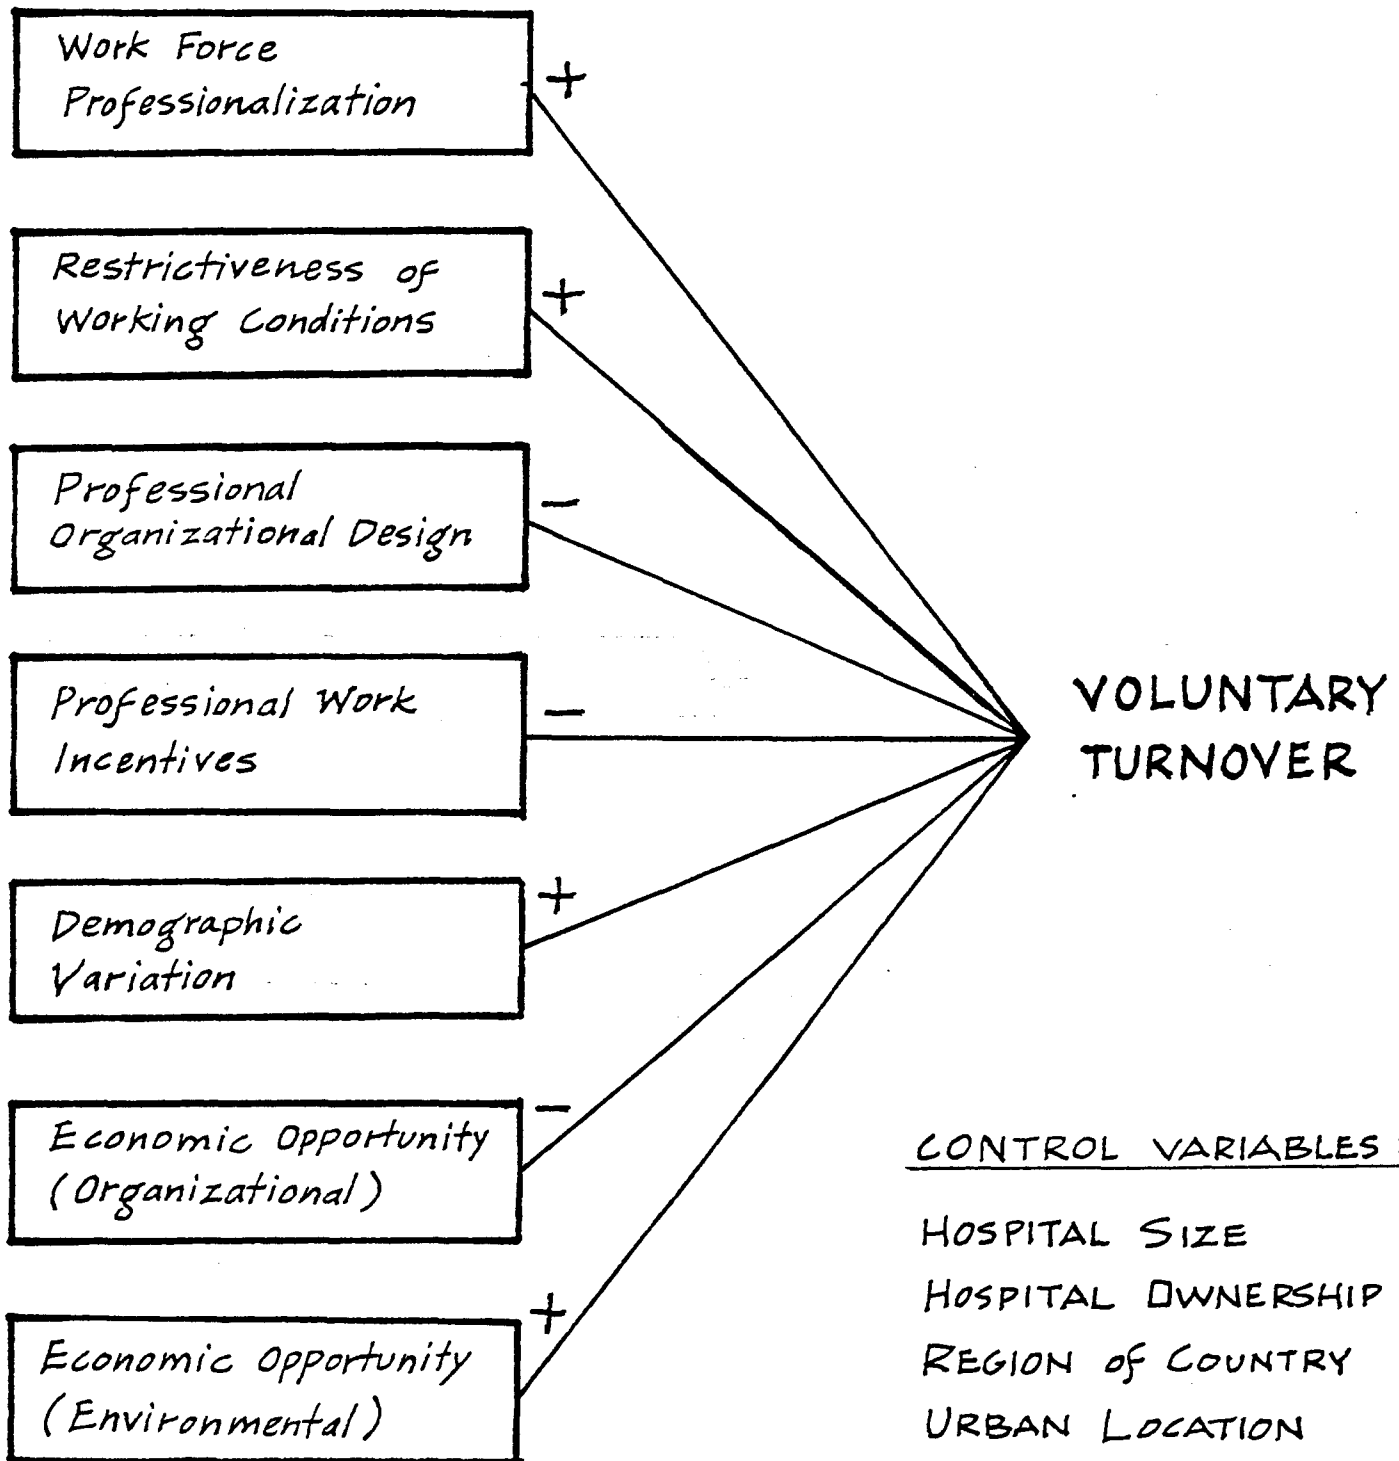 Work Force
Professionalization
+
Restrictiveness of
Working Conditions
+
Professional
Organizational Design
−
Professional Work
Incentives
−
Demographic
Variation
+
Economic Opportunity
(Organizational)
−
Economic Opportunity
(Environmental)
+
VOLUNTARY
TURNOVER
CONTROL VARIABLES:
HOSPITAL SIZE
HOSPITAL OWNERSHIP
REGION of COUNTRY
URBAN LOCATION